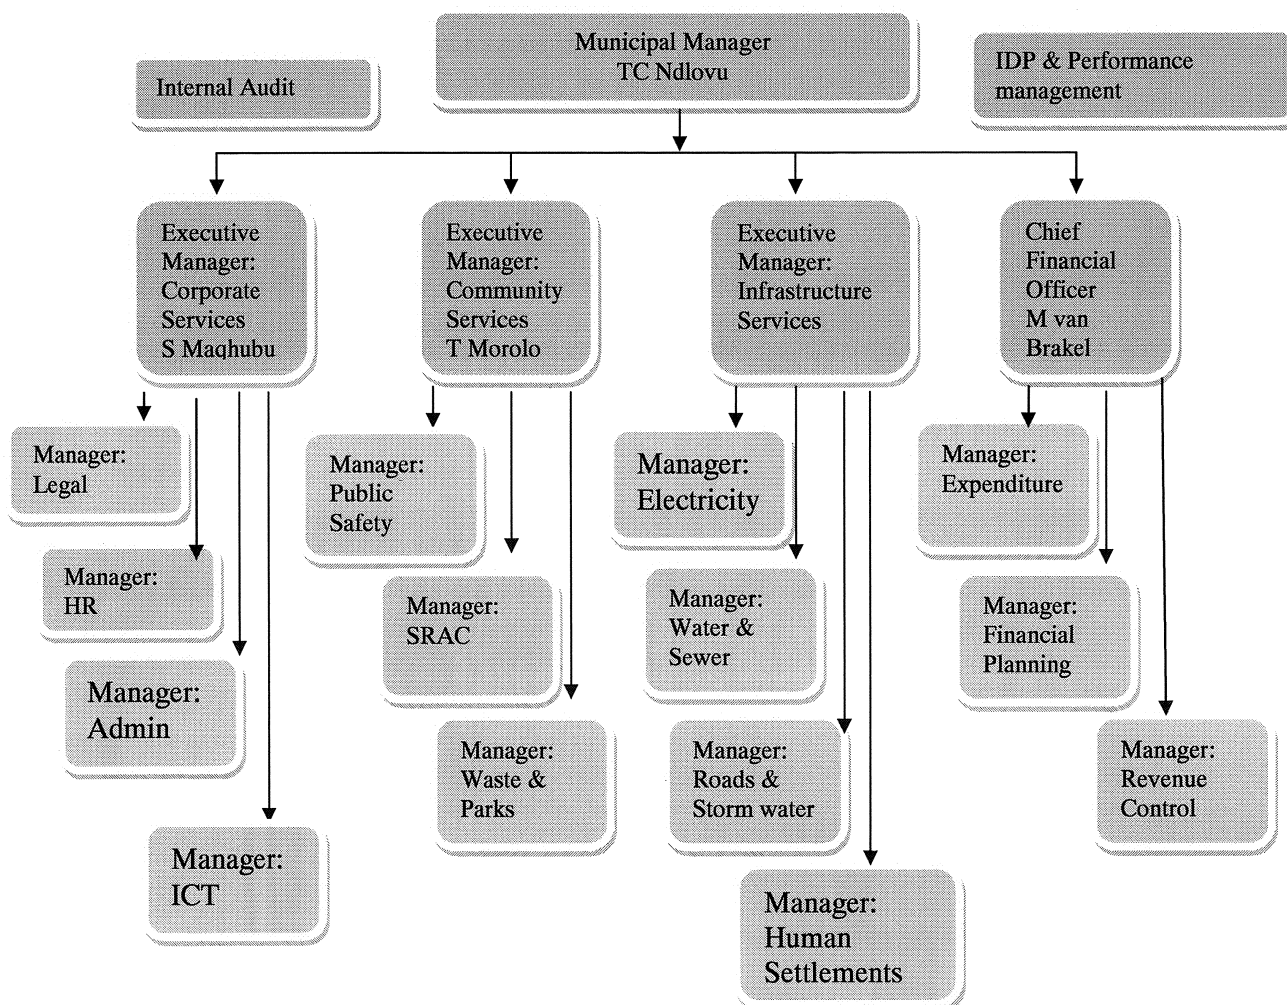 Municipal Manager
TC Ndlovu
Internal Audit
IDP & Performance
management
Executive
Manager:
Corporate
Services
S Maqhubu
Executive
Manager:
Community
Services
T Morolo
Executive
Manager:
Infrastructure
Services
Chief
Financial
Officer
M van
Brakel
Manager:
Legal
Manager:
HR
Manager:
Admin
Manager:
ICT
Manager:
Public
Safety
Manager:
SRAC
Manager:
Waste &
Parks
Manager:
Electricity
Manager:
Water &
Sewer
Manager:
Roads &
Storm water
Manager:
Human
Settlements
Manager:
Expenditure
Manager:
Financial
Planning
Manager:
Revenue
Control